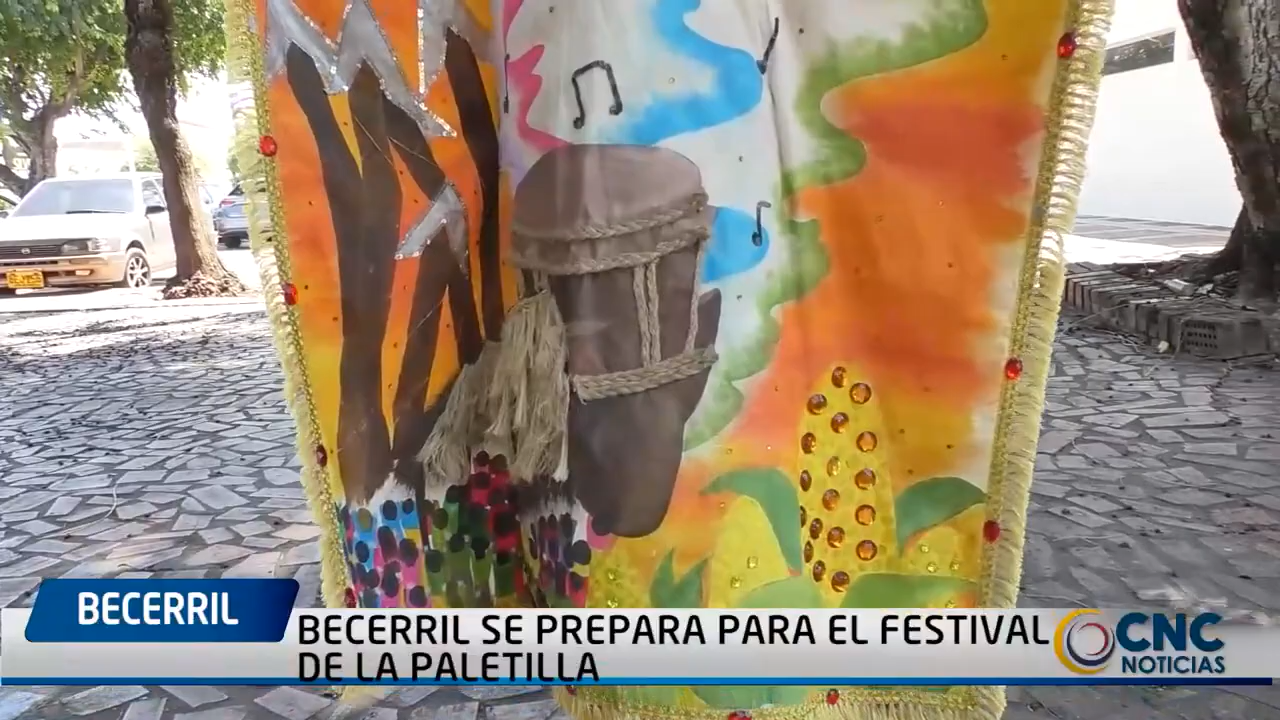 BECERRIL
BECERRIL SE PREPARA PARA EL FESTIVAL
DE LA PALETILLA
CNC
NOTICIAS